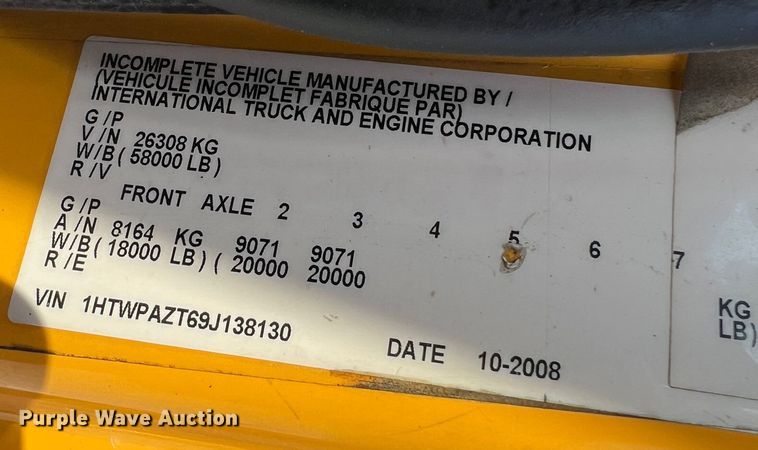 INCOMPLETE VEHICLE MANUFACTURED BY /
(VEHICULE INCOMPLET FABRIQUE PAR)
INTERNATIONAL TRUCK AND ENGINE CORPORATION
G / P
V / N 26308 KG
W/B ( 58000 LB )
R / V
FRONT AXLE 2 3 4 5 6 7
G / P
A / N 8164 KG 9071 9071 KG
W/B ( 18000 LB ) ( 20000 20000 LB)
R / E
VIN 1HTWPAZT69J138130
DATE 10-2008
Purple Wave Auction